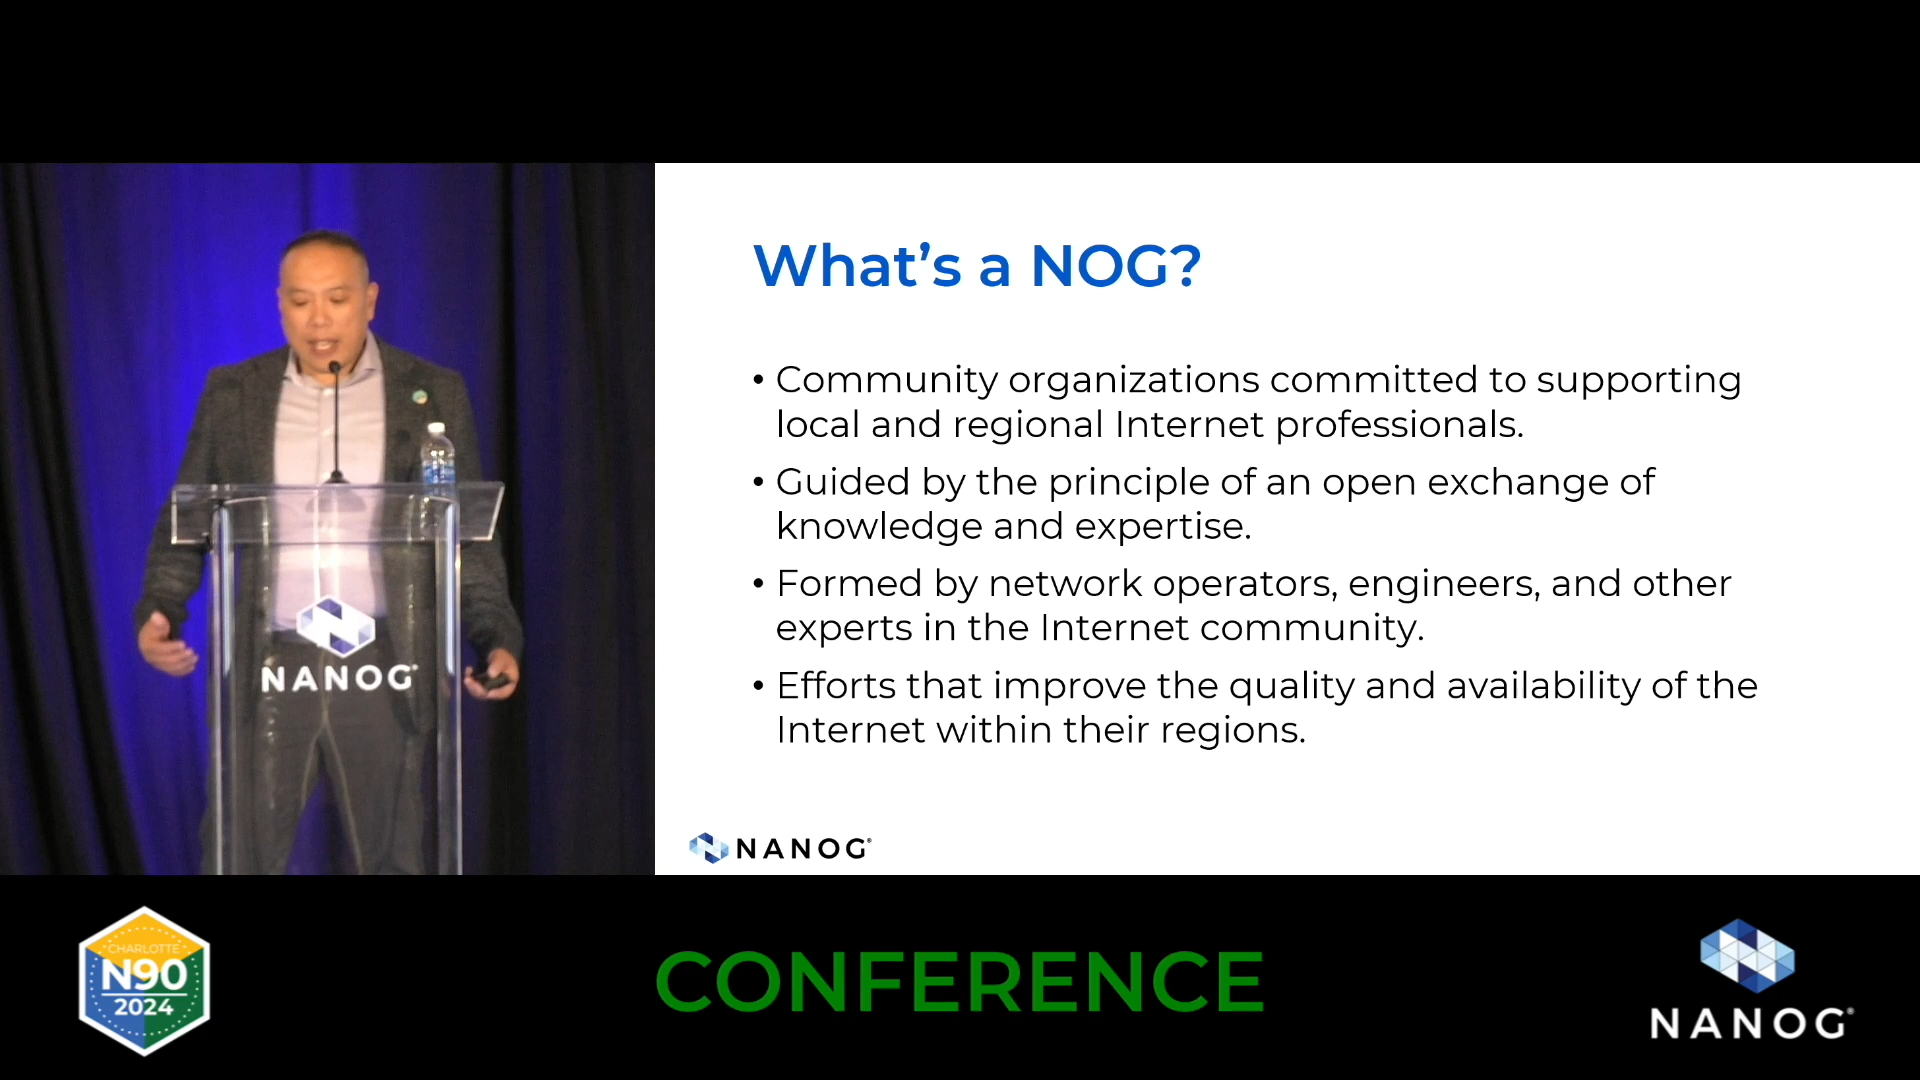 What's a NOG?
• Community organizations committed to supporting
local and regional Internet professionals.
• Guided by the principle of an open exchange of
knowledge and expertise.
• Formed by network operators, engineers, and other
experts in the Internet community.
• Efforts that improve the quality and availability of the
Internet within their regions.
NANOG®
NANOG®
CHARLOTTE
N90
2024
CONFERENCE
NANOG®